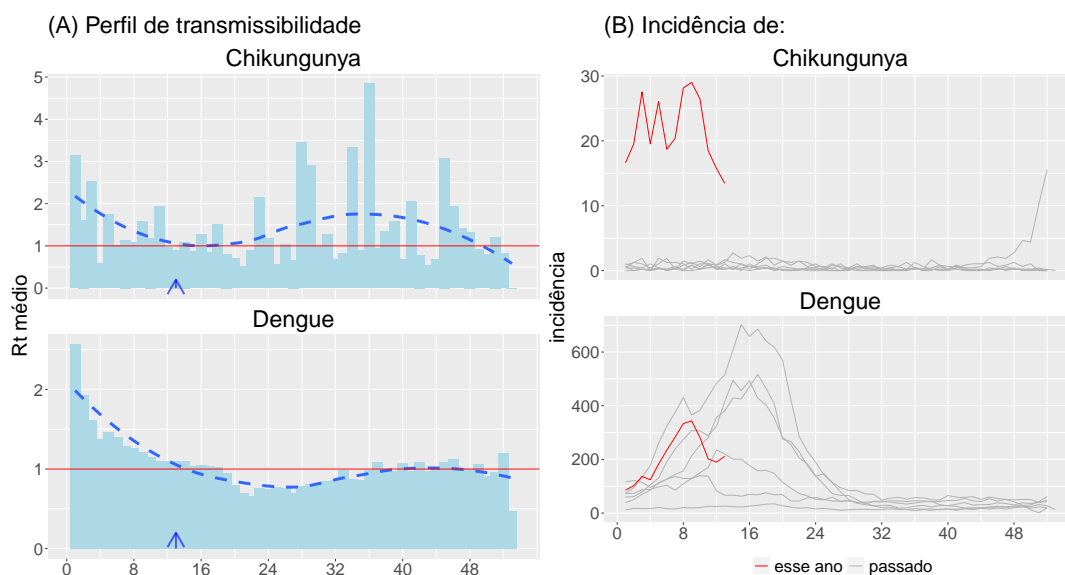 (A) Perfil de transmissibilidade
Chikungunya
5
4
3
2
1
0
Dengue
2
1
0
Rt médio
0 8 16 24 32 40 48
(B) Incidência de:
Chikungunya
30
20
10
0
Dengue
600
400
200
0
incidência
0 8 16 24 32 40 48
esse ano passado